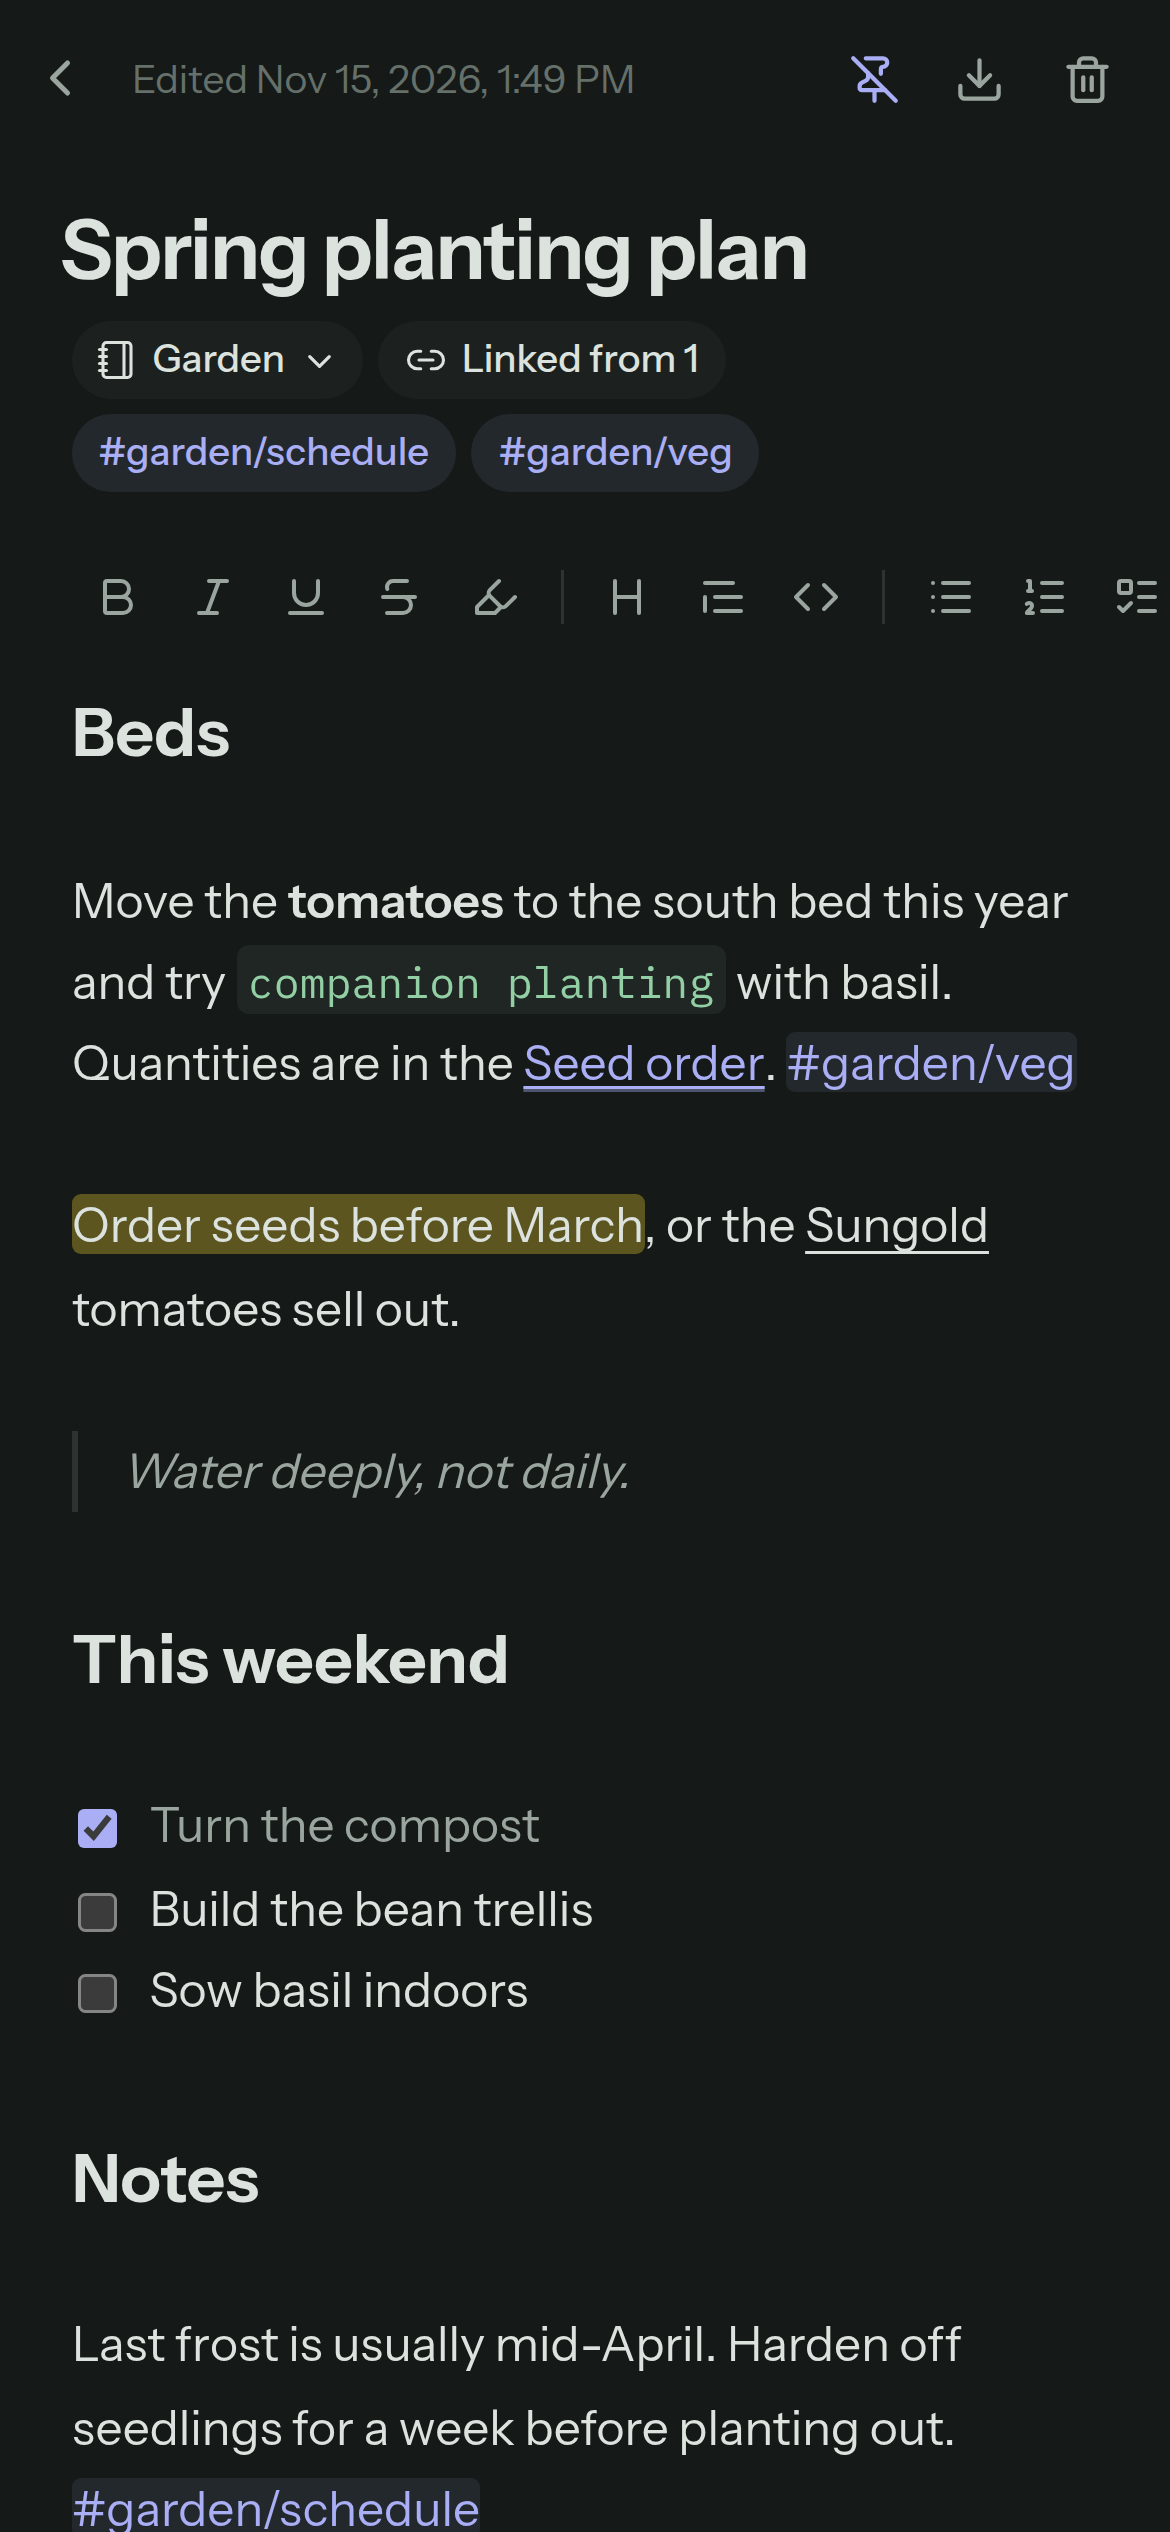 Edited Nov 15, 2026, 1:49 PM
Spring planting plan
Garden
Linked from 1
#garden/schedule #garden/veg
Beds
Move the tomatoes to the south bed this year
and try companion planting with basil.
Quantities are in the Seed order. #garden/veg
Order seeds before March, or the Sungold
tomatoes sell out.
Water deeply, not daily.
This weekend
Turn the compost
Build the bean trellis
Sow basil indoors
Notes
Last frost is usually mid-April. Harden off
seedlings for a week before planting out.
#garden/schedule